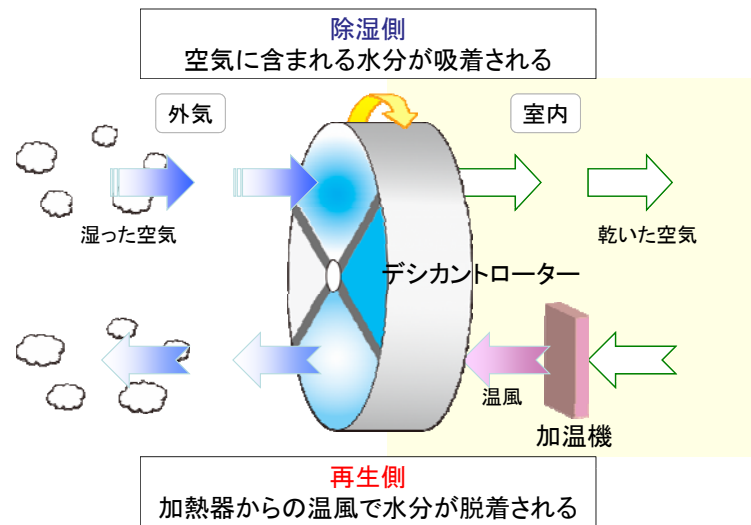 除湿側
空気に含まれる水分が吸着される
外気
室内
湿った空気
乾いた空気
デシカントローター
温風
加温機
再生側
加熱器からの温風で水分が脱着される